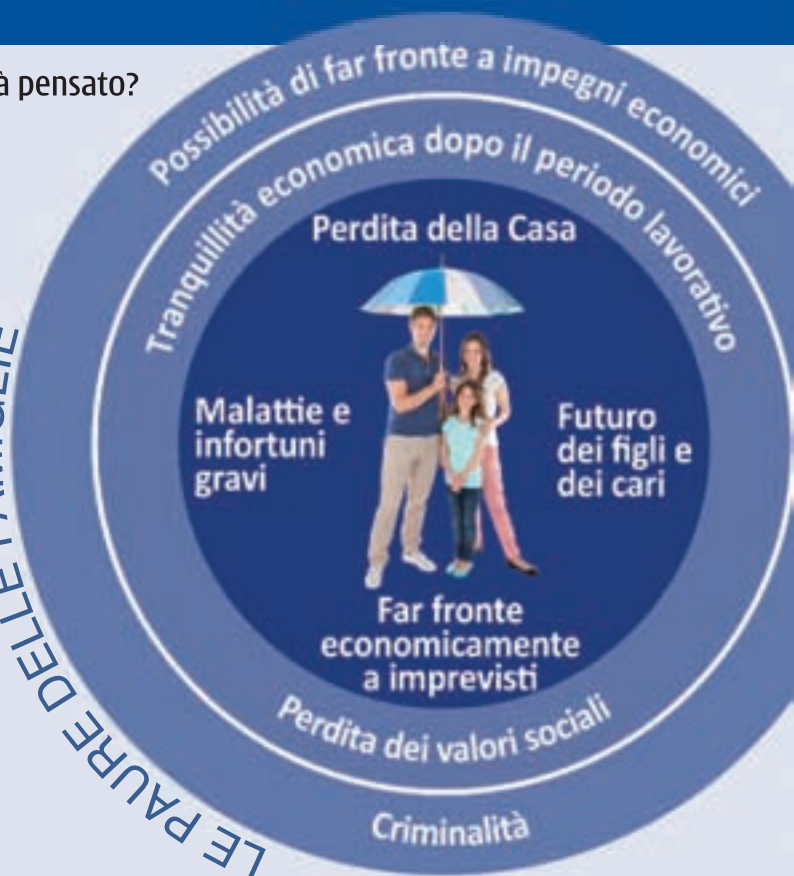 à pensato?
Possibilità di far fronte a impegni economici
Tranquillità economica dopo il periodo lavorativo
Perdita della Casa
Malattie e
infortuni
gravi
Futuro
dei figli e
dei cari
Far fronte
economicamente
a imprevisti
Perdita dei valori sociali
Criminalità
LE PAURE DELLE FAMIGLIE